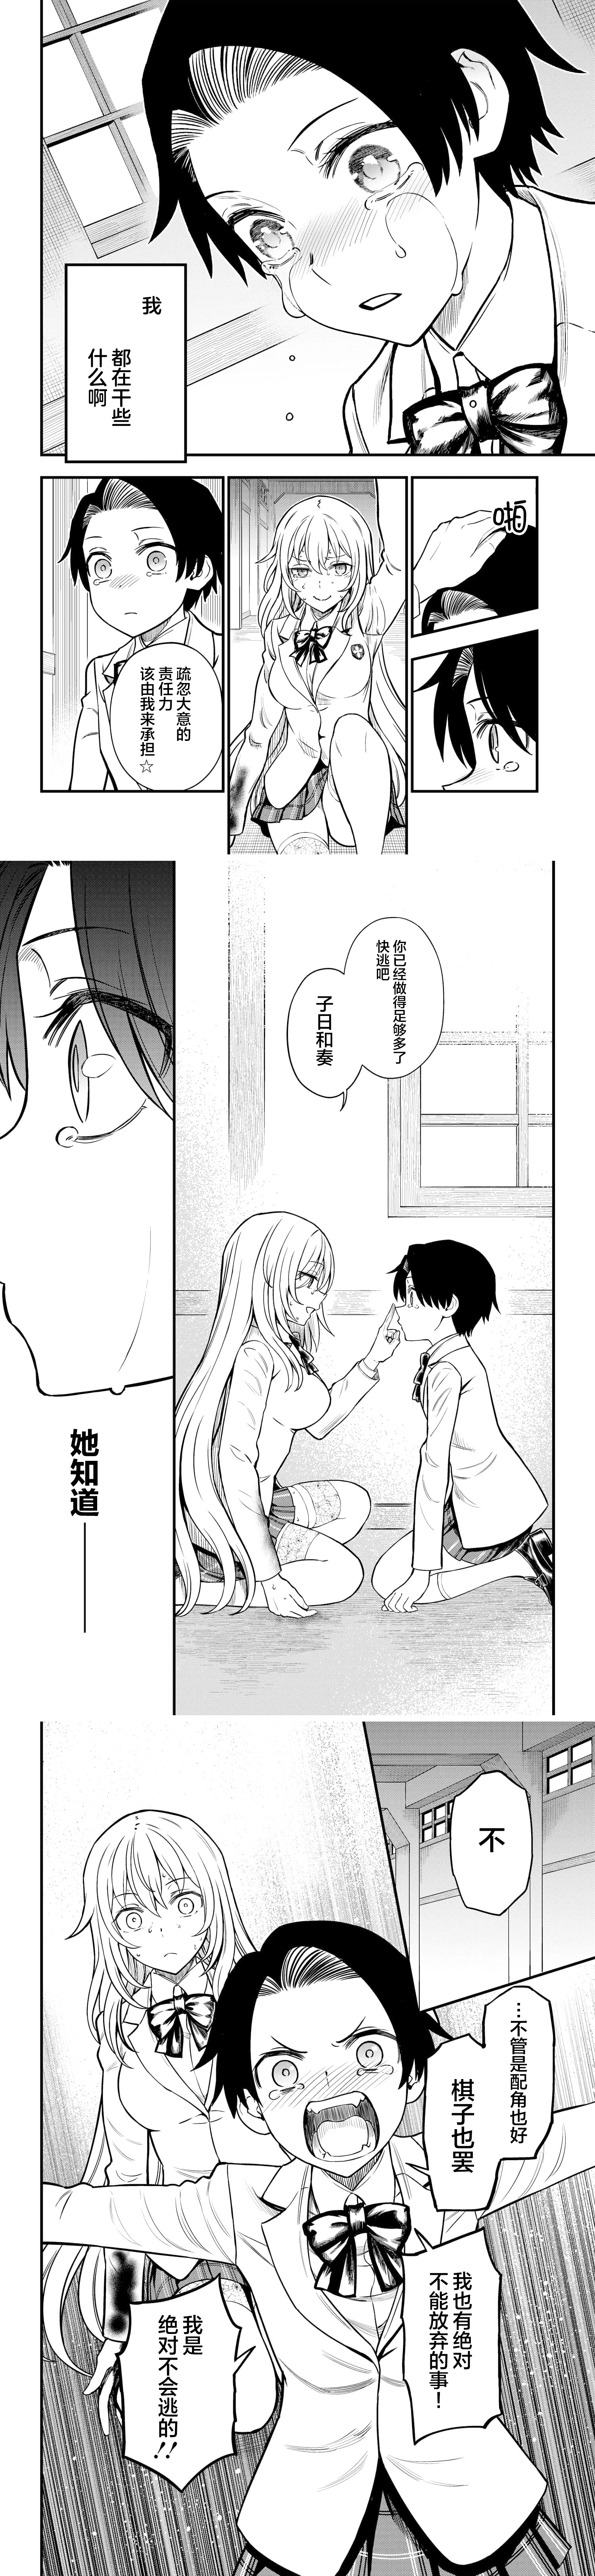 我
都在干些
什么啊
啪
疏忽大意的
责任力
该由我来承担☆
你已经做得足够多了
快逃吧
子日和奏
她知道——
不
…不管是配角也好
棋子也罢
我也有绝对
不能放弃的事！
我是
绝对不会逃的！！